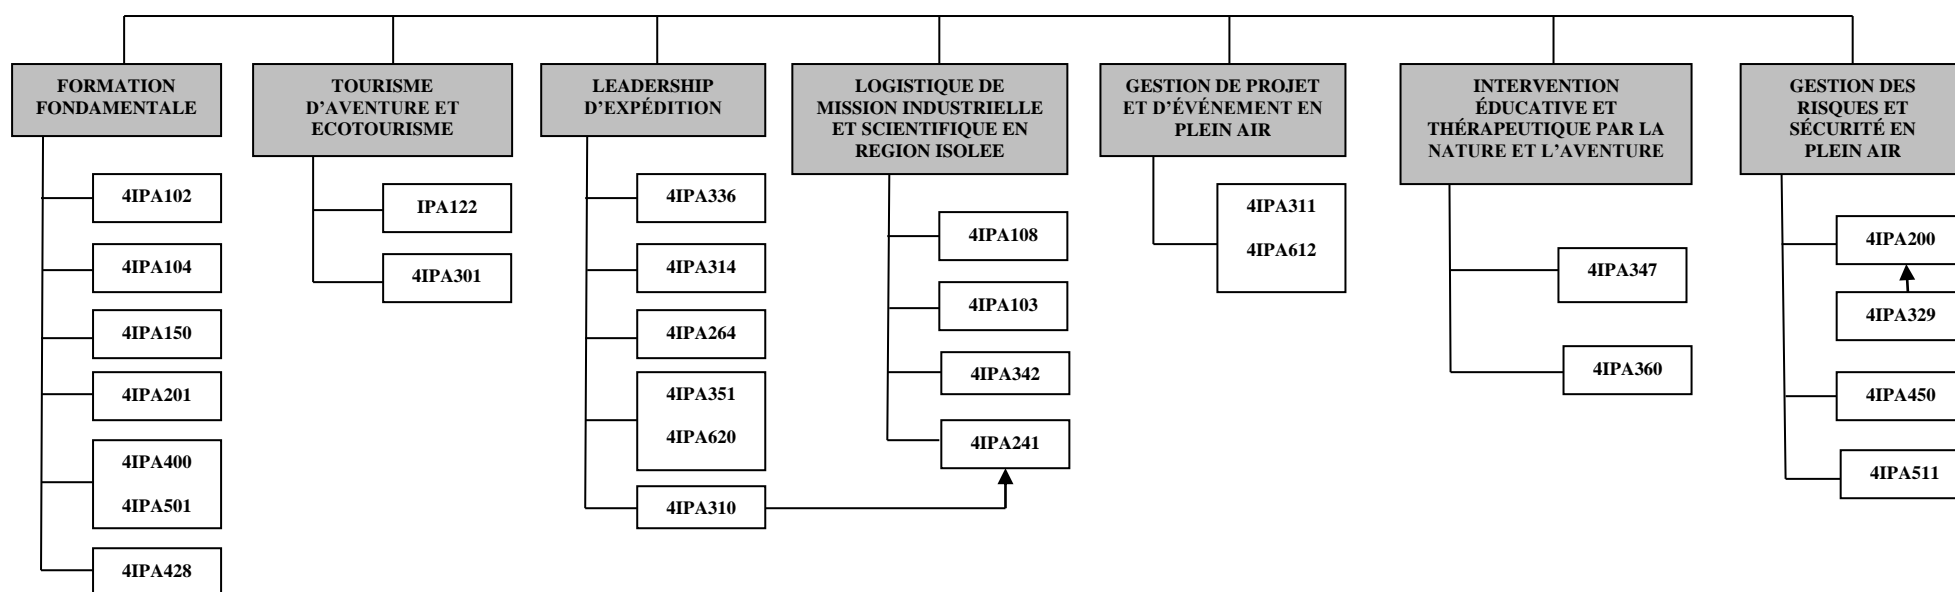 FORMATION
FONDAMENTALE
4IPA102
4IPA104
4IPA150
4IPA201
4IPA400
4IPA501
4IPA428
TOURISME
D’AVENTURE ET
ECOTOURISME
IPA122
4IPA301
LEADERSHIP
D’EXPÉDITION
4IPA336
4IPA314
4IPA264
4IPA351
4IPA620
4IPA310
LOGISTIQUE DE
MISSION INDUSTRIELLE
ET SCIENTIFIQUE EN
REGION ISOLEE
4IPA108
4IPA103
4IPA342
4IPA241
GESTION DE PROJET
ET D’ÉVÉNEMENT EN
PLEIN AIR
4IPA311
4IPA612
INTERVENTION
ÉDUCATIVE ET
THÉRAPEUTIQUE PAR LA
NATURE ET L’AVENTURE
4IPA347
4IPA360
GESTION DES
RISQUES ET
SÉCURITÉ EN
PLEIN AIR
4IPA200
4IPA329
4IPA450
4IPA511